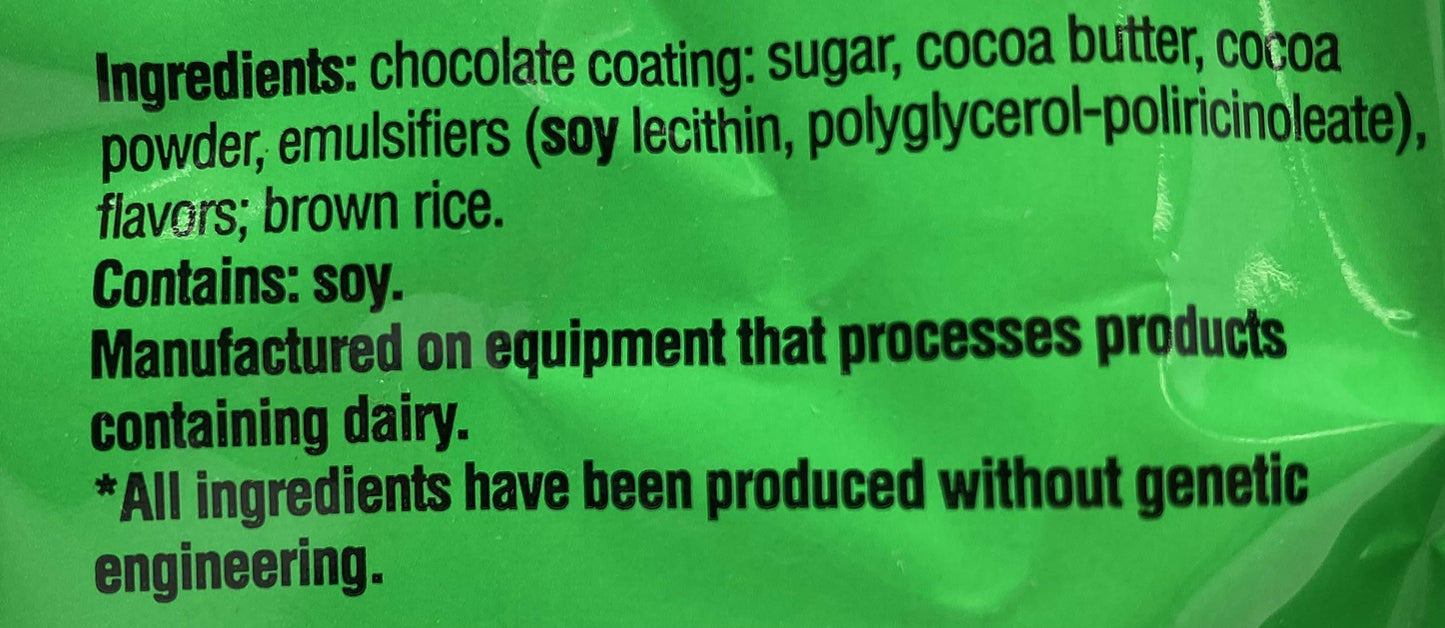 Ingredients: chocolate coating: sugar, cocoa butter, cocoa
powder, emulsifiers (soy lecithin, polyglycerol-poliricinoleate),
flavors; brown rice.
Contains: soy.
Manufactured on equipment that processes products
containing dairy.
*All ingredients have been produced without genetic
engineering.